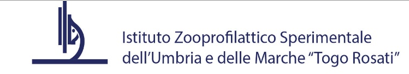 Istituto Zooprofilattico Sperimentale
dell'Umbria e delle Marche "Togo Rosati"